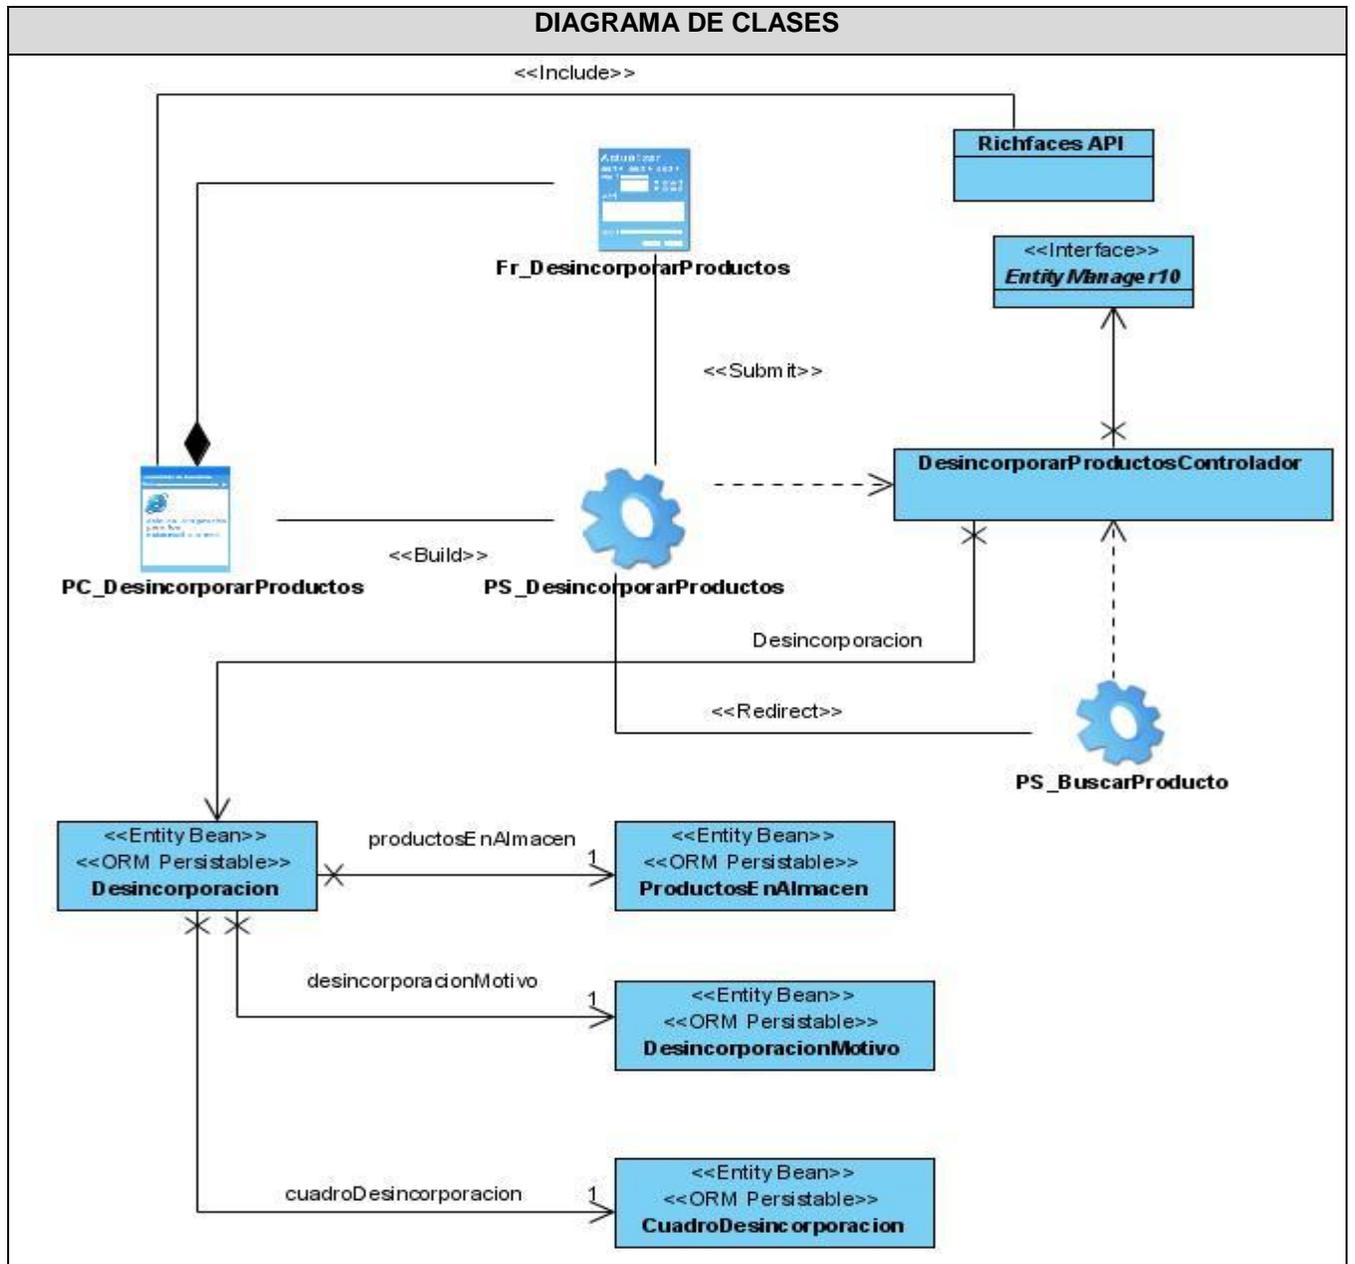 DIAGRAMA DE CLASES
<<Include>>
Richfaces API
Actualizar
Fr_DesincorporarProductos
<<Interface>>
EntityManager10
<<Submit>>
DesincorporarProductosControlador
<<Build>>
PC_DesincorporarProductos
PS_DesincorporarProductos
Desincorporacion
<<Redirect>>
PS_BuscarProducto
<<Entity Bean>>
<<ORM Persistable>>
Desincorporacion
productosEnAlmacen
1
<<Entity Bean>>
<<ORM Persistable>>
ProductosEnAlmacen
desincorporacionMotivo
1
<<Entity Bean>>
<<ORM Persistable>>
DesincorporacionMotivo
cuadroDesincorporacion
1
<<Entity Bean>>
<<ORM Persistable>>
CuadroDesincorporacion